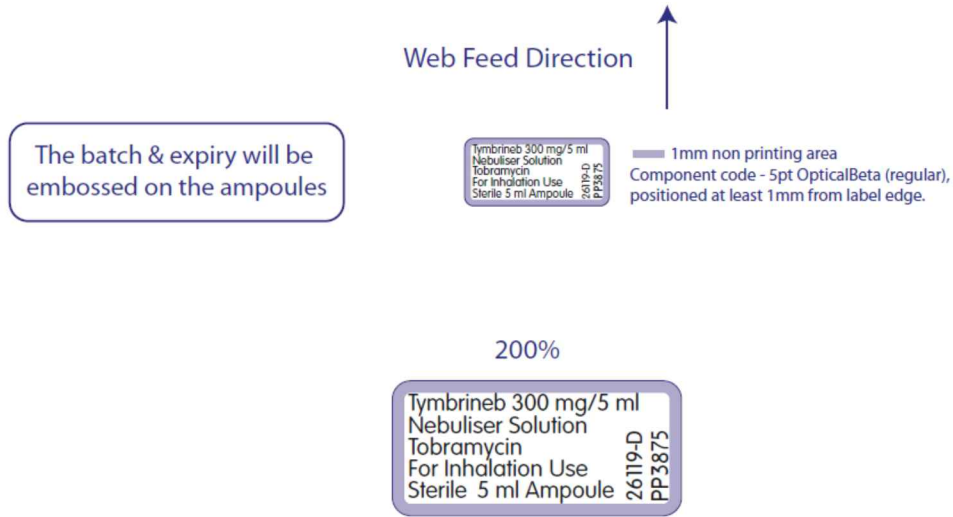 Web Feed Direction
The batch & expiry will be
embossed on the ampoules
Tymbrineb 300 mg/5 ml
Nebuliser Solution
Tobramycin
For Inhalation Use
Sterile 5 ml Ampoule
26119-D
PP3875
1mm non printing area
Component code - 5pt OpticalBeta (regular),
positioned at least 1mm from label edge.
200%
Tymbrineb 300 mg/5 ml
Nebuliser Solution
Tobramycin
For Inhalation Use
Sterile 5 ml Ampoule
26119-D
PP3875